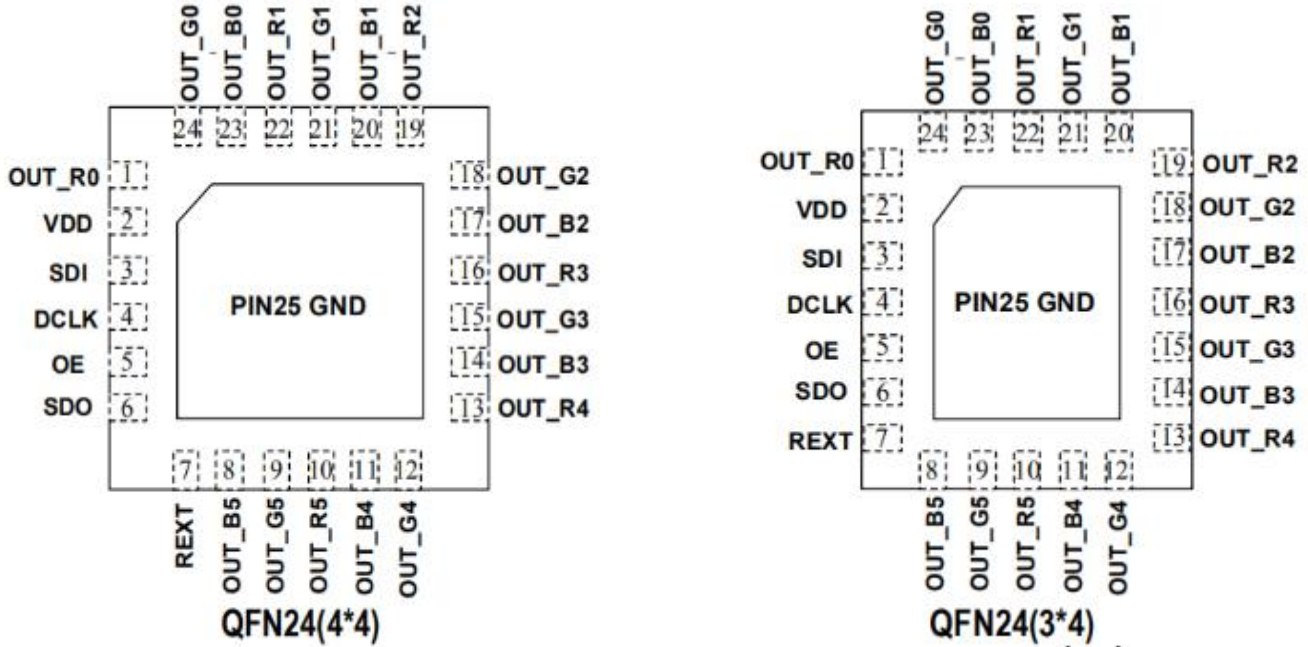 OUT_G0
OUT_B0
OUT_R1
OUT_G1
OUT_B1
OUT_R2
24 23 22 21 20 19
OUT_R0 1
VDD 2
SDI 3
DCLK 4
OE 5
SDO 6
PIN25 GND
18 OUT_G2
17 OUT_B2
16 OUT_R3
15 OUT_G3
14 OUT_B3
13 OUT_R4
7 8 9 10 11 12
REXT
OUT_B5
OUT_G5
OUT_R5
OUT_B4
OUT_G4
QFN24(4*4)
OUT_G0
OUT_B0
OUT_R1
OUT_G1
OUT_B1
24 23 22 21 20
OUT_R0 1
VDD 2
SDI 3
DCLK 4
OE 5
SDO 6
REXT 7
PIN25 GND
19 OUT_R2
18 OUT_G2
17 OUT_B2
16 OUT_R3
15 OUT_G3
14 OUT_B3
13 OUT_R4
8 9 10 11 12
OUT_B5
OUT_G5
OUT_R5
OUT_B4
OUT_G4
QFN24(3*4)